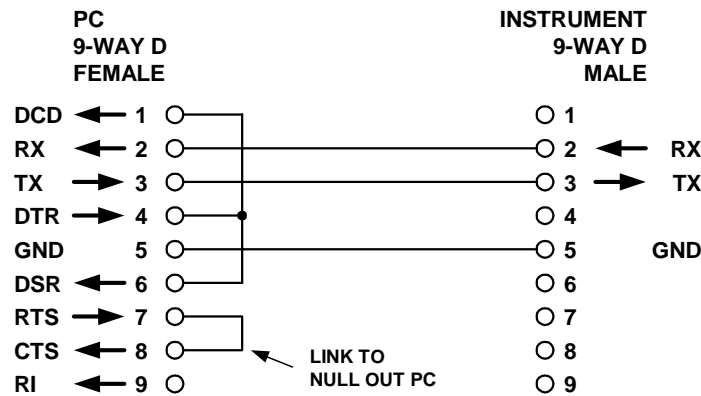 PC INSTRUMENT
9-WAY D 9-WAY D
FEMALE MALE
DCD 1 1
RX 2 2 RX
TX 3 3 TX
DTR 4 4
GND 5 5 GND
DSR 6 6
RTS 7 7
CTS 8 8
LINK TO
NULL OUT PC
RI 9 9